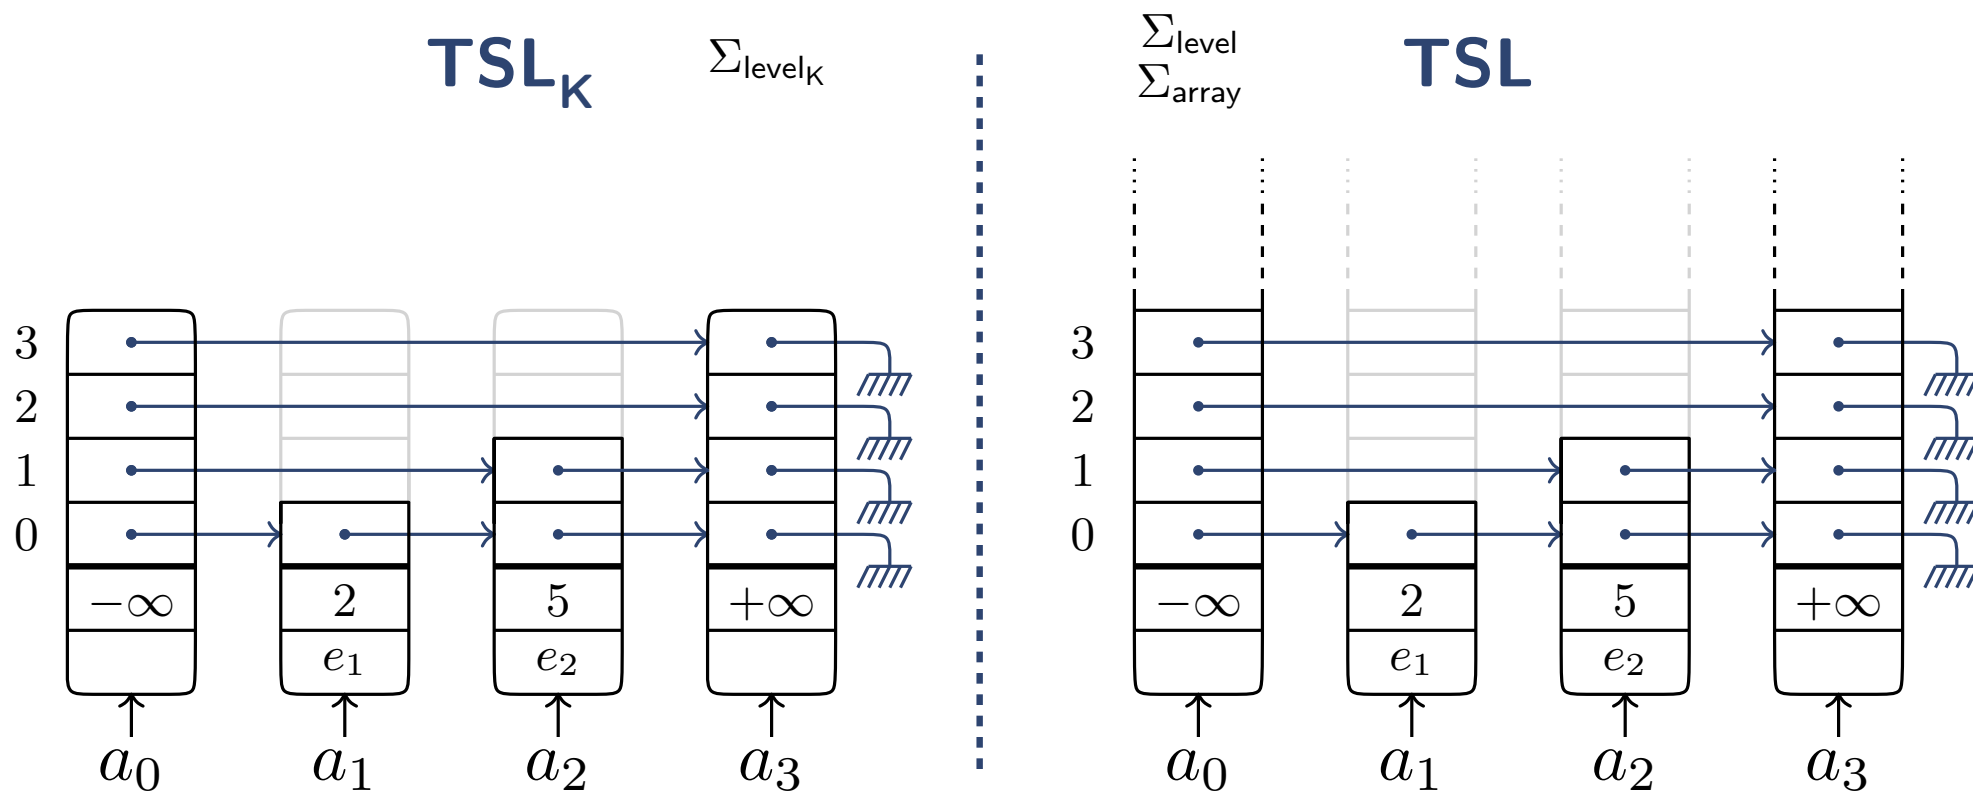 TSL_K Σ_level_K
Σ_level TSL
Σ_array
3 3
2 2
1 1
0 0
−∞ 2 5 +∞ −∞ 2 5 +∞
e₁ e₂ e₁ e₂
a₀ a₁ a₂ a₃ a₀ a₁ a₂ a₃